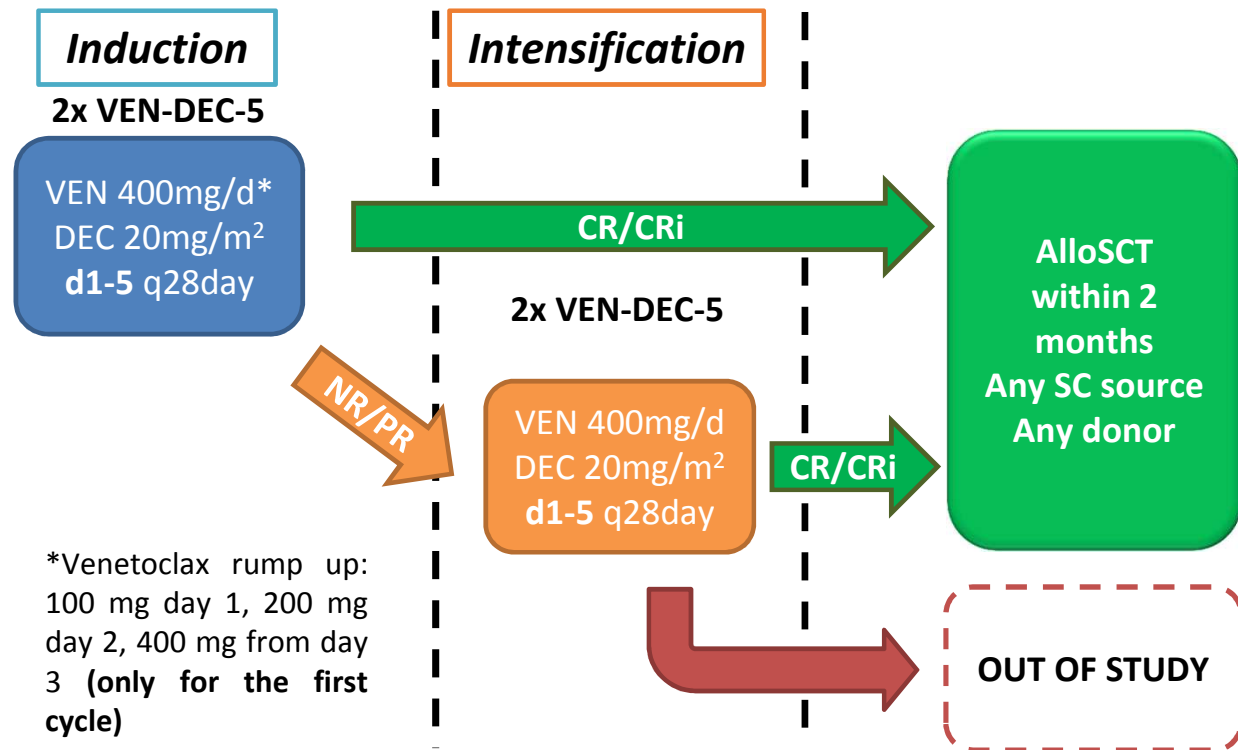 Induction
2x VEN-DEC-5
VEN 400mg/d*
DEC 20mg/m²
d1-5 q28day
NR/PR
*Venetoclax rump up:
100 mg day 1, 200 mg
day 2, 400 mg from day
3 (only for the first
cycle)
Intensification
CR/CRi
2x VEN-DEC-5
VEN 400mg/d
DEC 20mg/m²
d1-5 q28day
CR/CRi
AlloSCT
within 2
months
Any SC source
Any donor
OUT OF STUDY